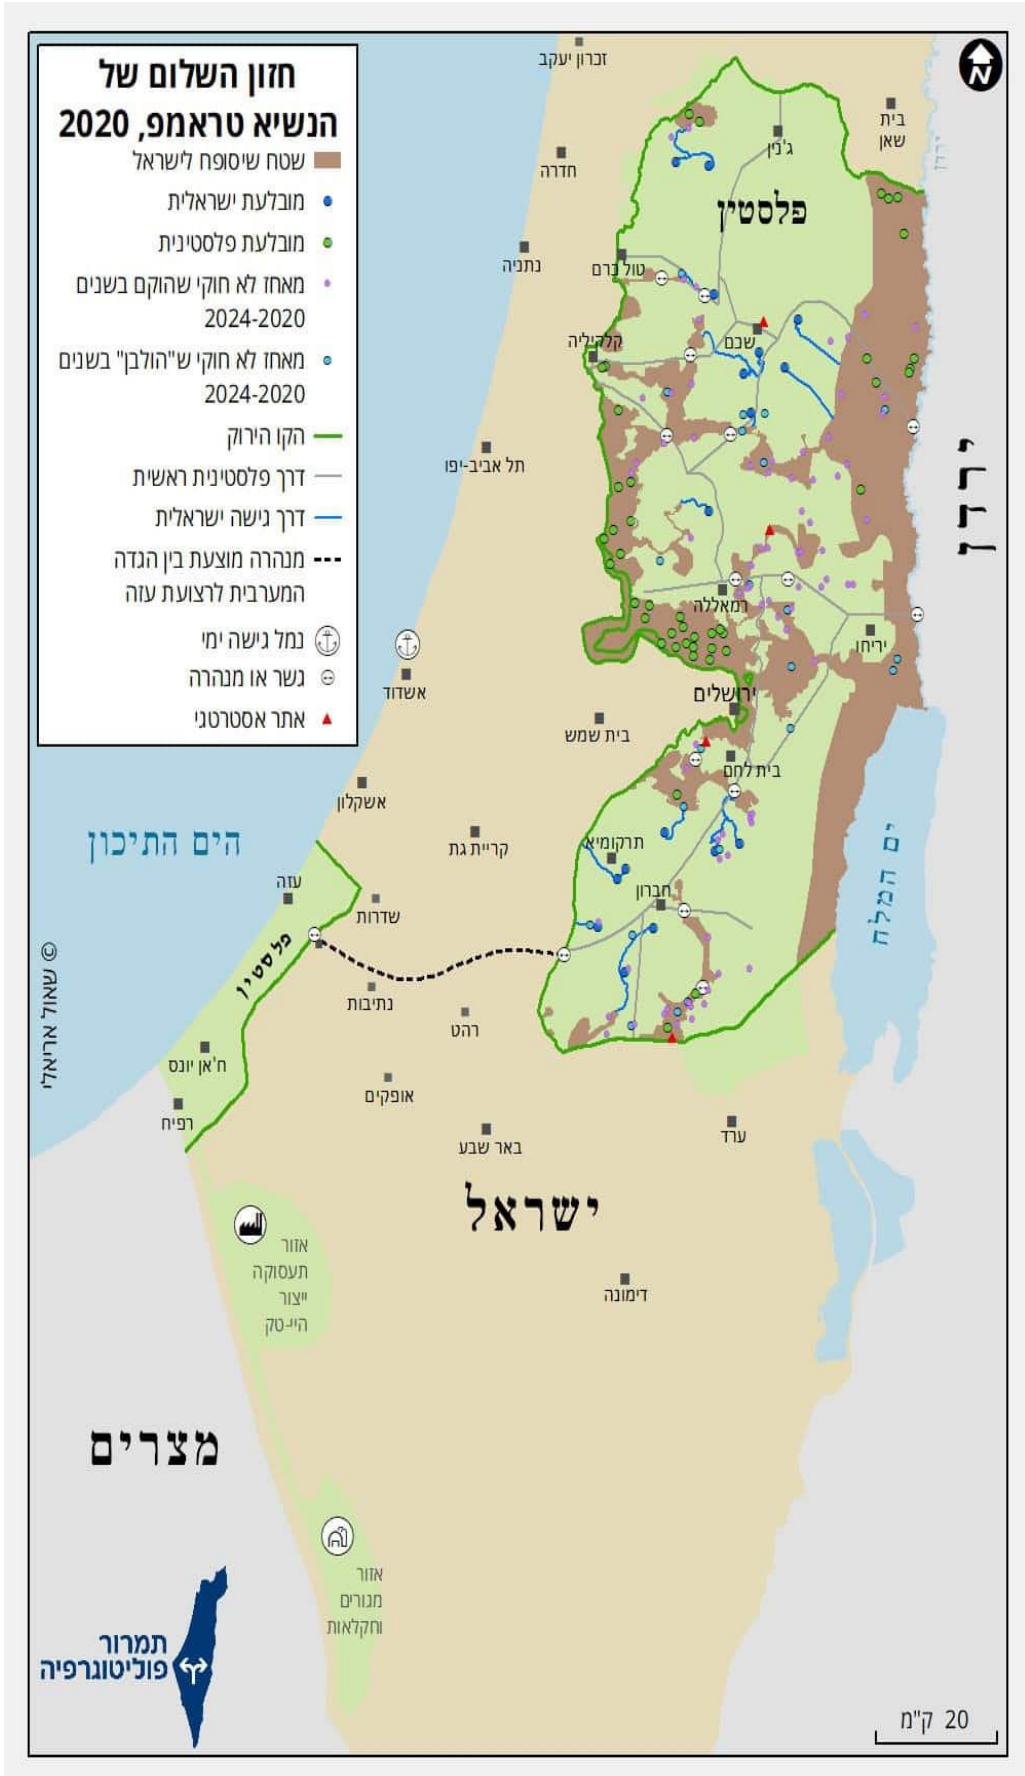 חזון השלום של
הנשיא טראמפ, 2020
שטח שיסופח לישראל
מובלעת ישראלית
מובלעת פלסטינית
מאחז לא חוקי שהוקם בשנים
2024-2020
מאחז לא חוקי ש"הולבן" בשנים
2024-2020
הקו הירוק
דרך פלסטינית ראשית
דרך גישה ישראלית
מנהרה מוצעת בין הגדה
המערבית לרצועת עזה
נמל גישה ימי
גשר או מנהרה
אתר אסטרטגי
N
זכרון יעקב
בית
שאן
ירדן
ג'נין
חדרה
פלסטין
נתניה
טול כרם
שכם
קלקיליה
תל אביב-יפו
ירדן
רמאללה
יריחו
ירושלים
אשדוד
בית שמש
בית לחם
אשקלון
הים התיכון
קריית גת
תרקומיא
ים המלח
עזה
חברון
שדרות
פלסטין
נתיבות
רהט
ח'אן יונס
אופקים
רפיח
באר שבע
ערד
ישראל
אזור
תעסוקה
ייצור
היי-טק
דימונה
מצרים
אזור
מגורים
וחקלאות
תמרור
פוליטוגרפיה
20 ק"מ
© שאול אריאלי